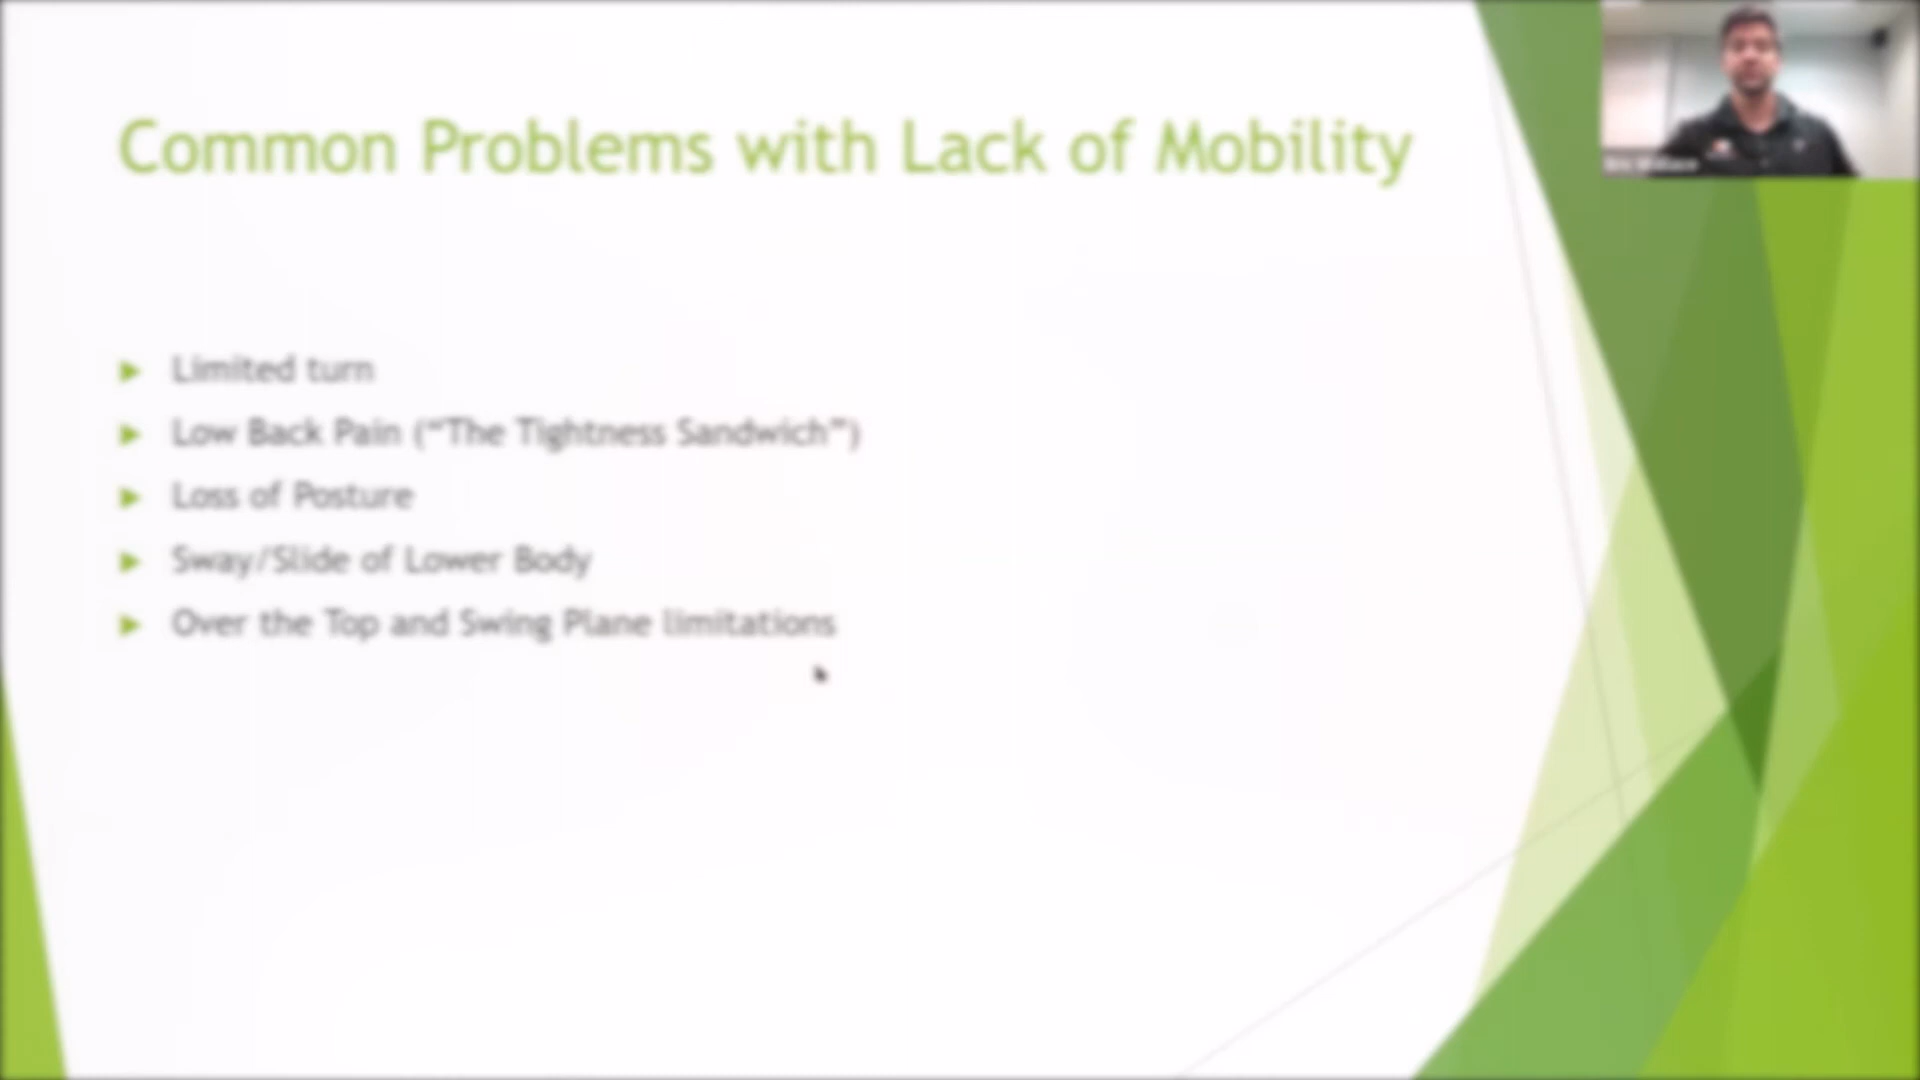 Common Problems with Lack of Mobility
Limited turn
Low Back Pain (“The Tightness Sandwich”)
Loss of Posture
Sway/Slide of Lower Body
Over the Top and Swing Plane limitations